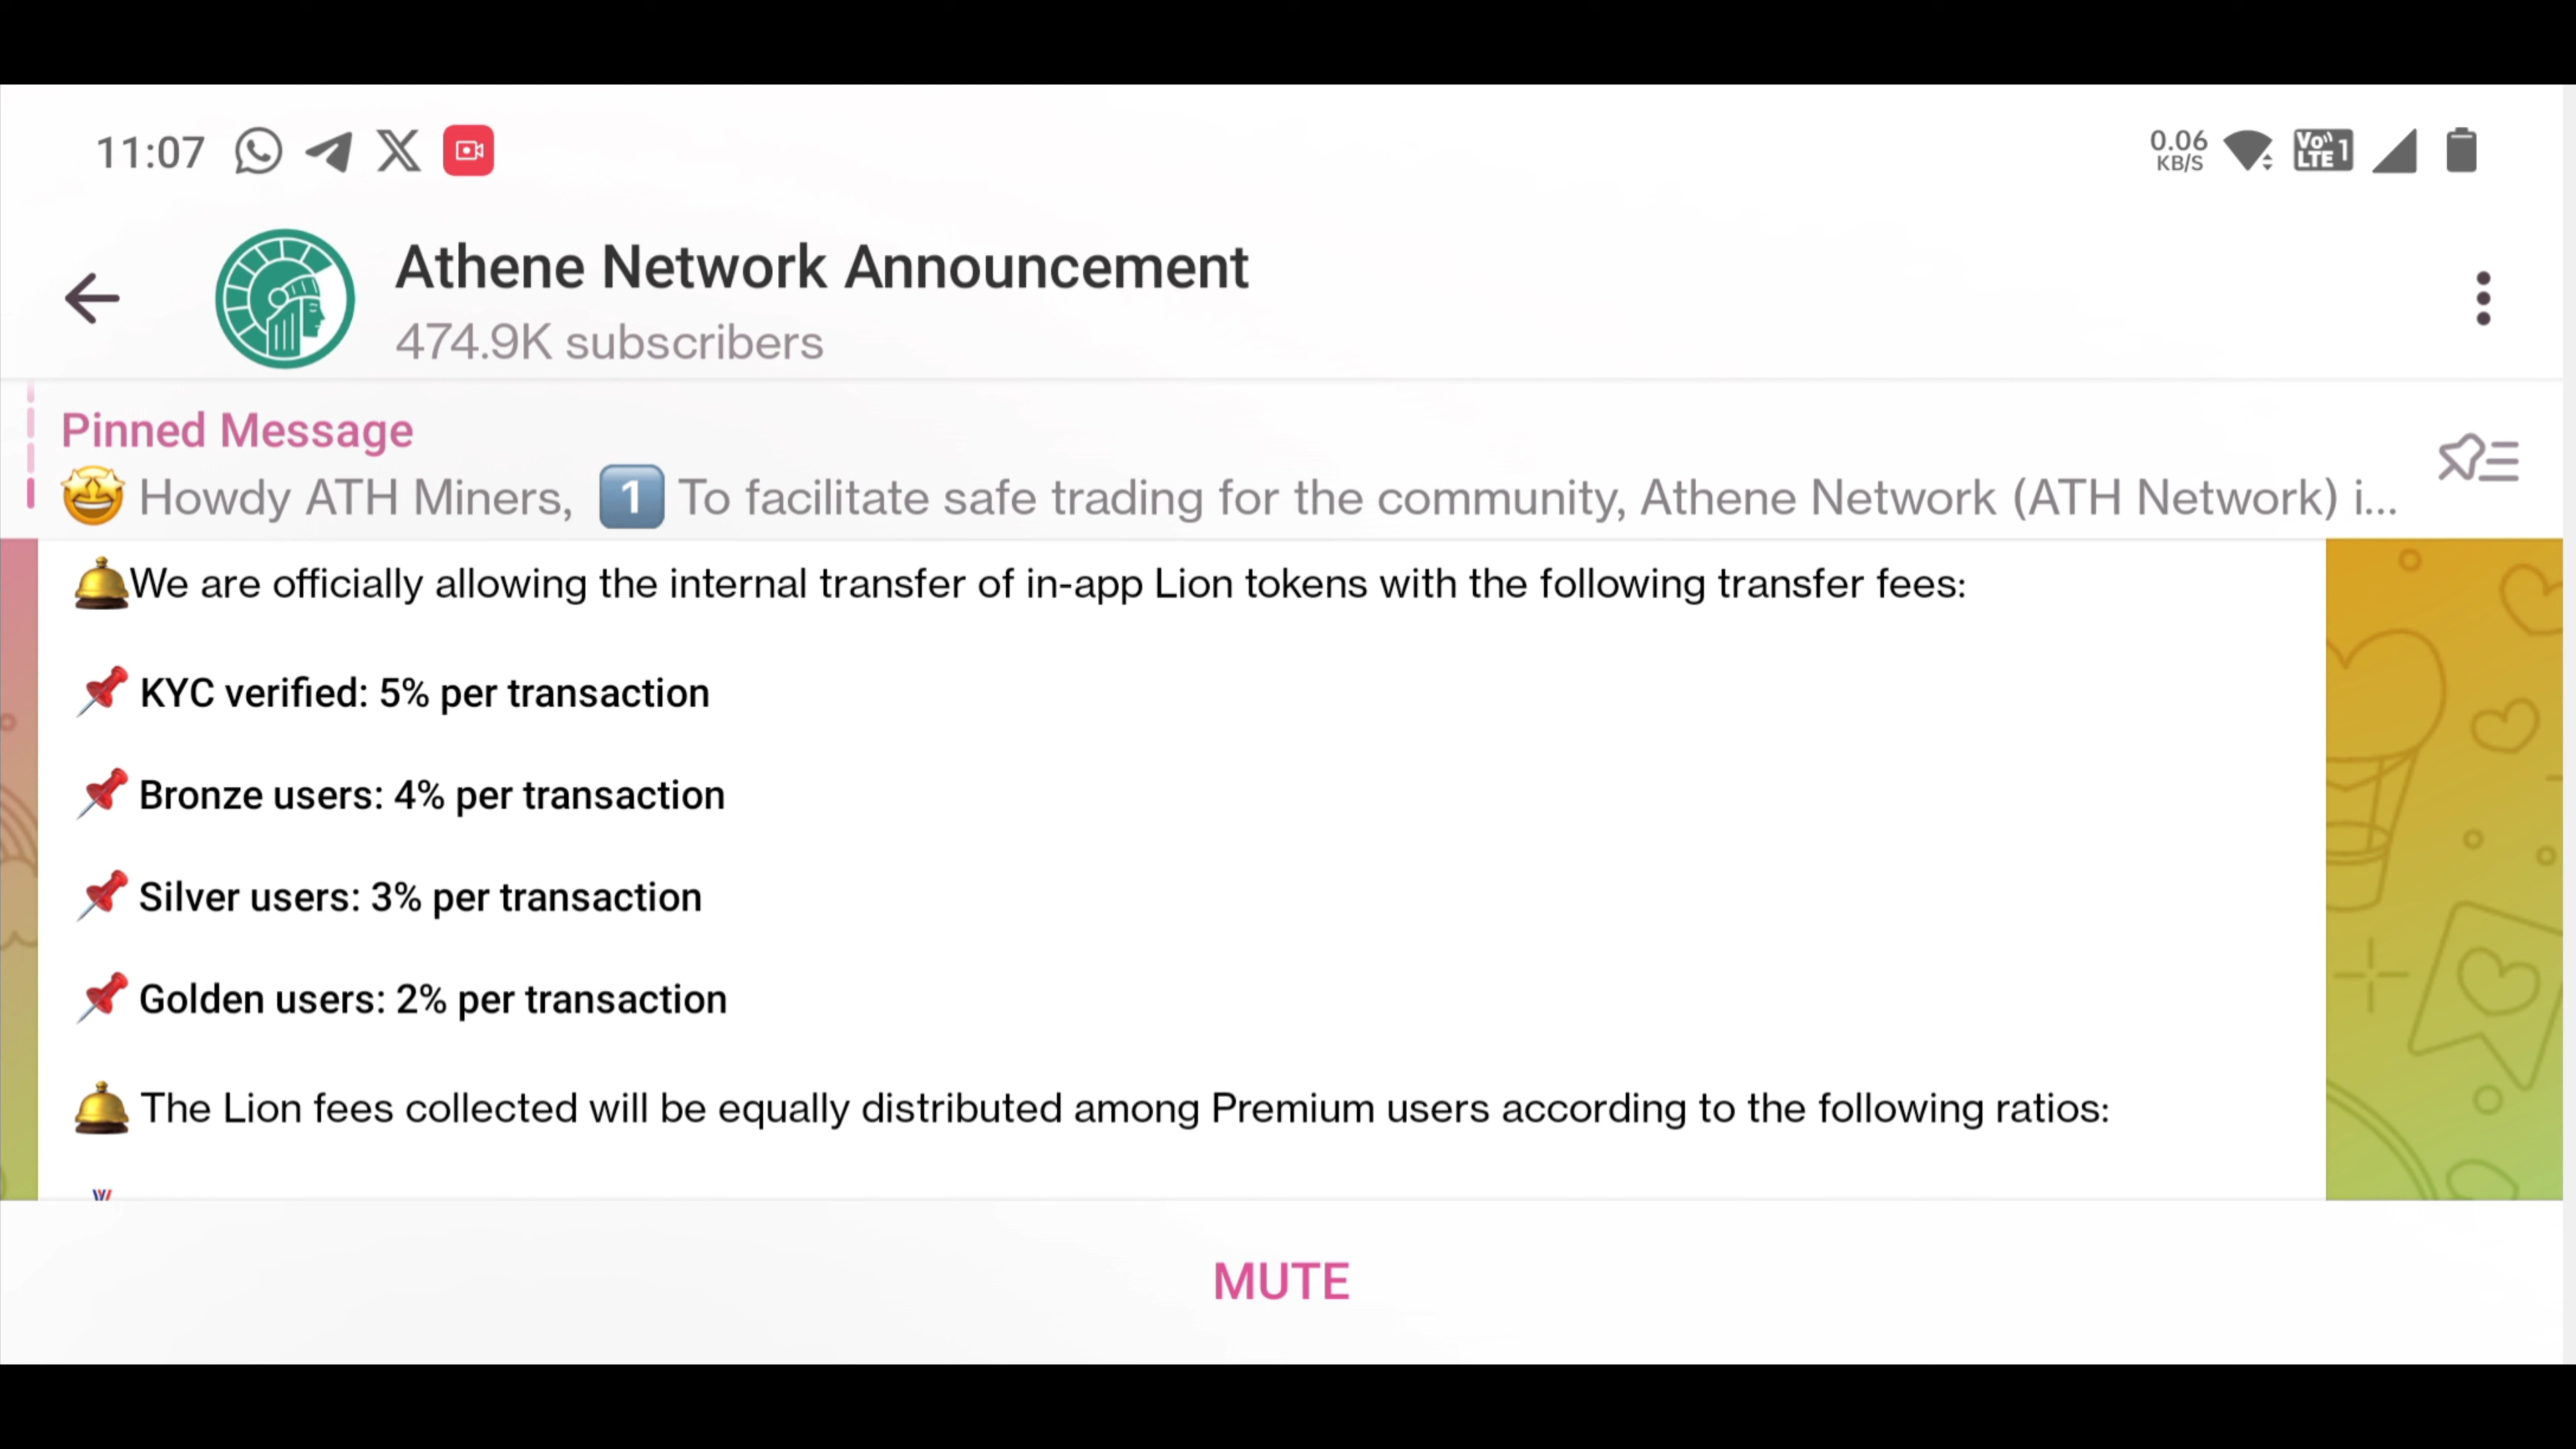 11:07
0.06
KB/S
Vo)) 1
LTE
Athene Network Announcement
474.9K subscribers
Pinned Message
🤩 Howdy ATH Miners, 1️⃣ To facilitate safe trading for the community, Athene Network (ATH Network) i...
🛎️We are officially allowing the internal transfer of in-app Lion tokens with the following transfer fees:
📌 KYC verified: 5% per transaction
📌 Bronze users: 4% per transaction
📌 Silver users: 3% per transaction
📌 Golden users: 2% per transaction
🛎️ The Lion fees collected will be equally distributed among Premium users according to the following ratios:
MUTE